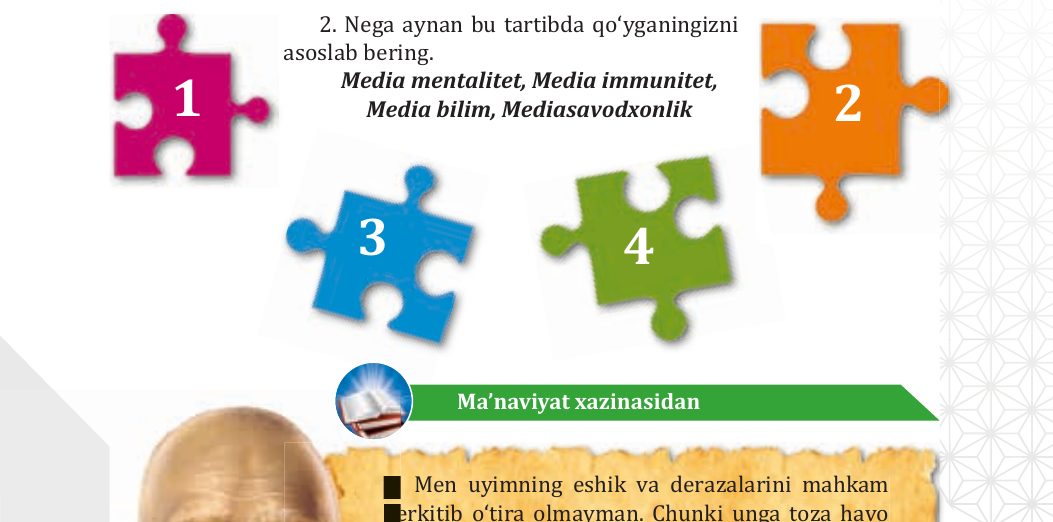 2. Nega aynan bu tartibda qo‘yganingizni
asoslab bering.
Media mentalitet, Media immunitet,
Media bilim, Mediasavodxonlik
1
2
3
4
Ma’naviyat xazinasidan
Men uyimning eshik va derazalarini mahkam
erkitib o‘tira olmayman. Chunki unga toza havo